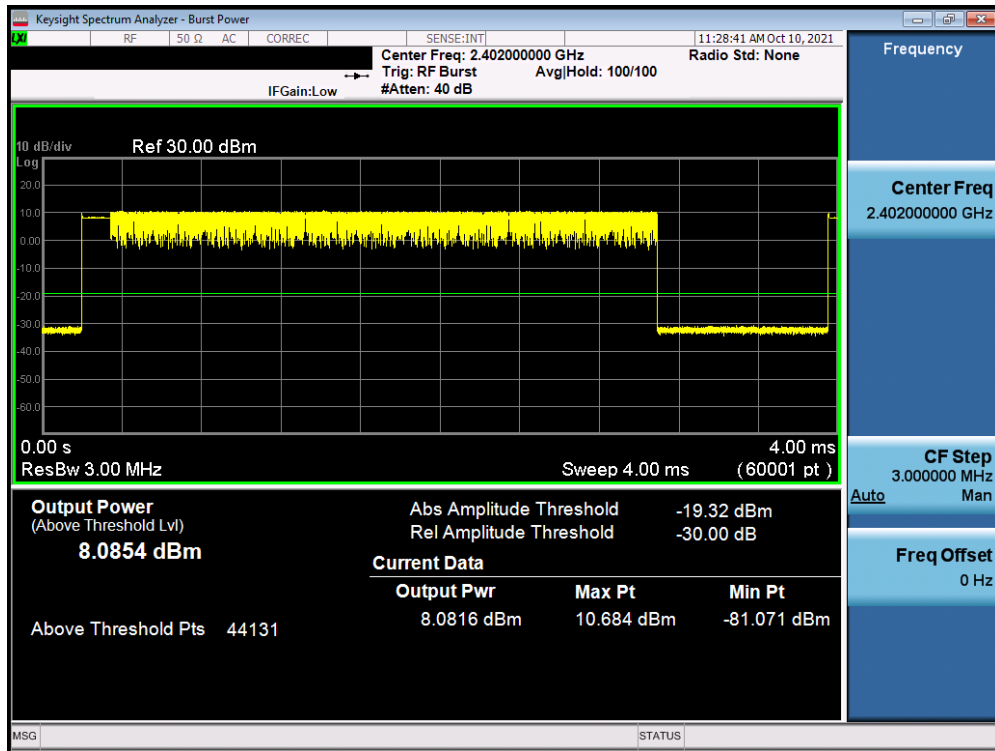 Keysight Spectrum Analyzer - Burst Power
LXI RF 50 Ω AC CORREC SENSE:INT 11:28:41 AM Oct 10, 2021
Center Freq: 2.402000000 GHz Radio Std: None
Trig: RF Burst Avg|Hold: 100/100
IFGain:Low #Atten: 40 dB
10 dB/div Ref 30.00 dBm
Log
20.0
10.0
0.00
-10.0
-20.0
-30.0
-40.0
-50.0
-60.0
0.00 s 4.00 ms
ResBw 3.00 MHz Sweep 4.00 ms (60001 pt )
Output Power
(Above Threshold Lvl)
8.0854 dBm
Above Threshold Pts 44131
Abs Amplitude Threshold -19.32 dBm
Rel Amplitude Threshold -30.00 dB
Current Data
Output Pwr Max Pt Min Pt
8.0816 dBm 10.684 dBm -81.071 dBm
MSG STATUS
Frequency
Center Freq
2.402000000 GHz
CF Step
3.000000 MHz
Auto Man
Freq Offset
0 Hz